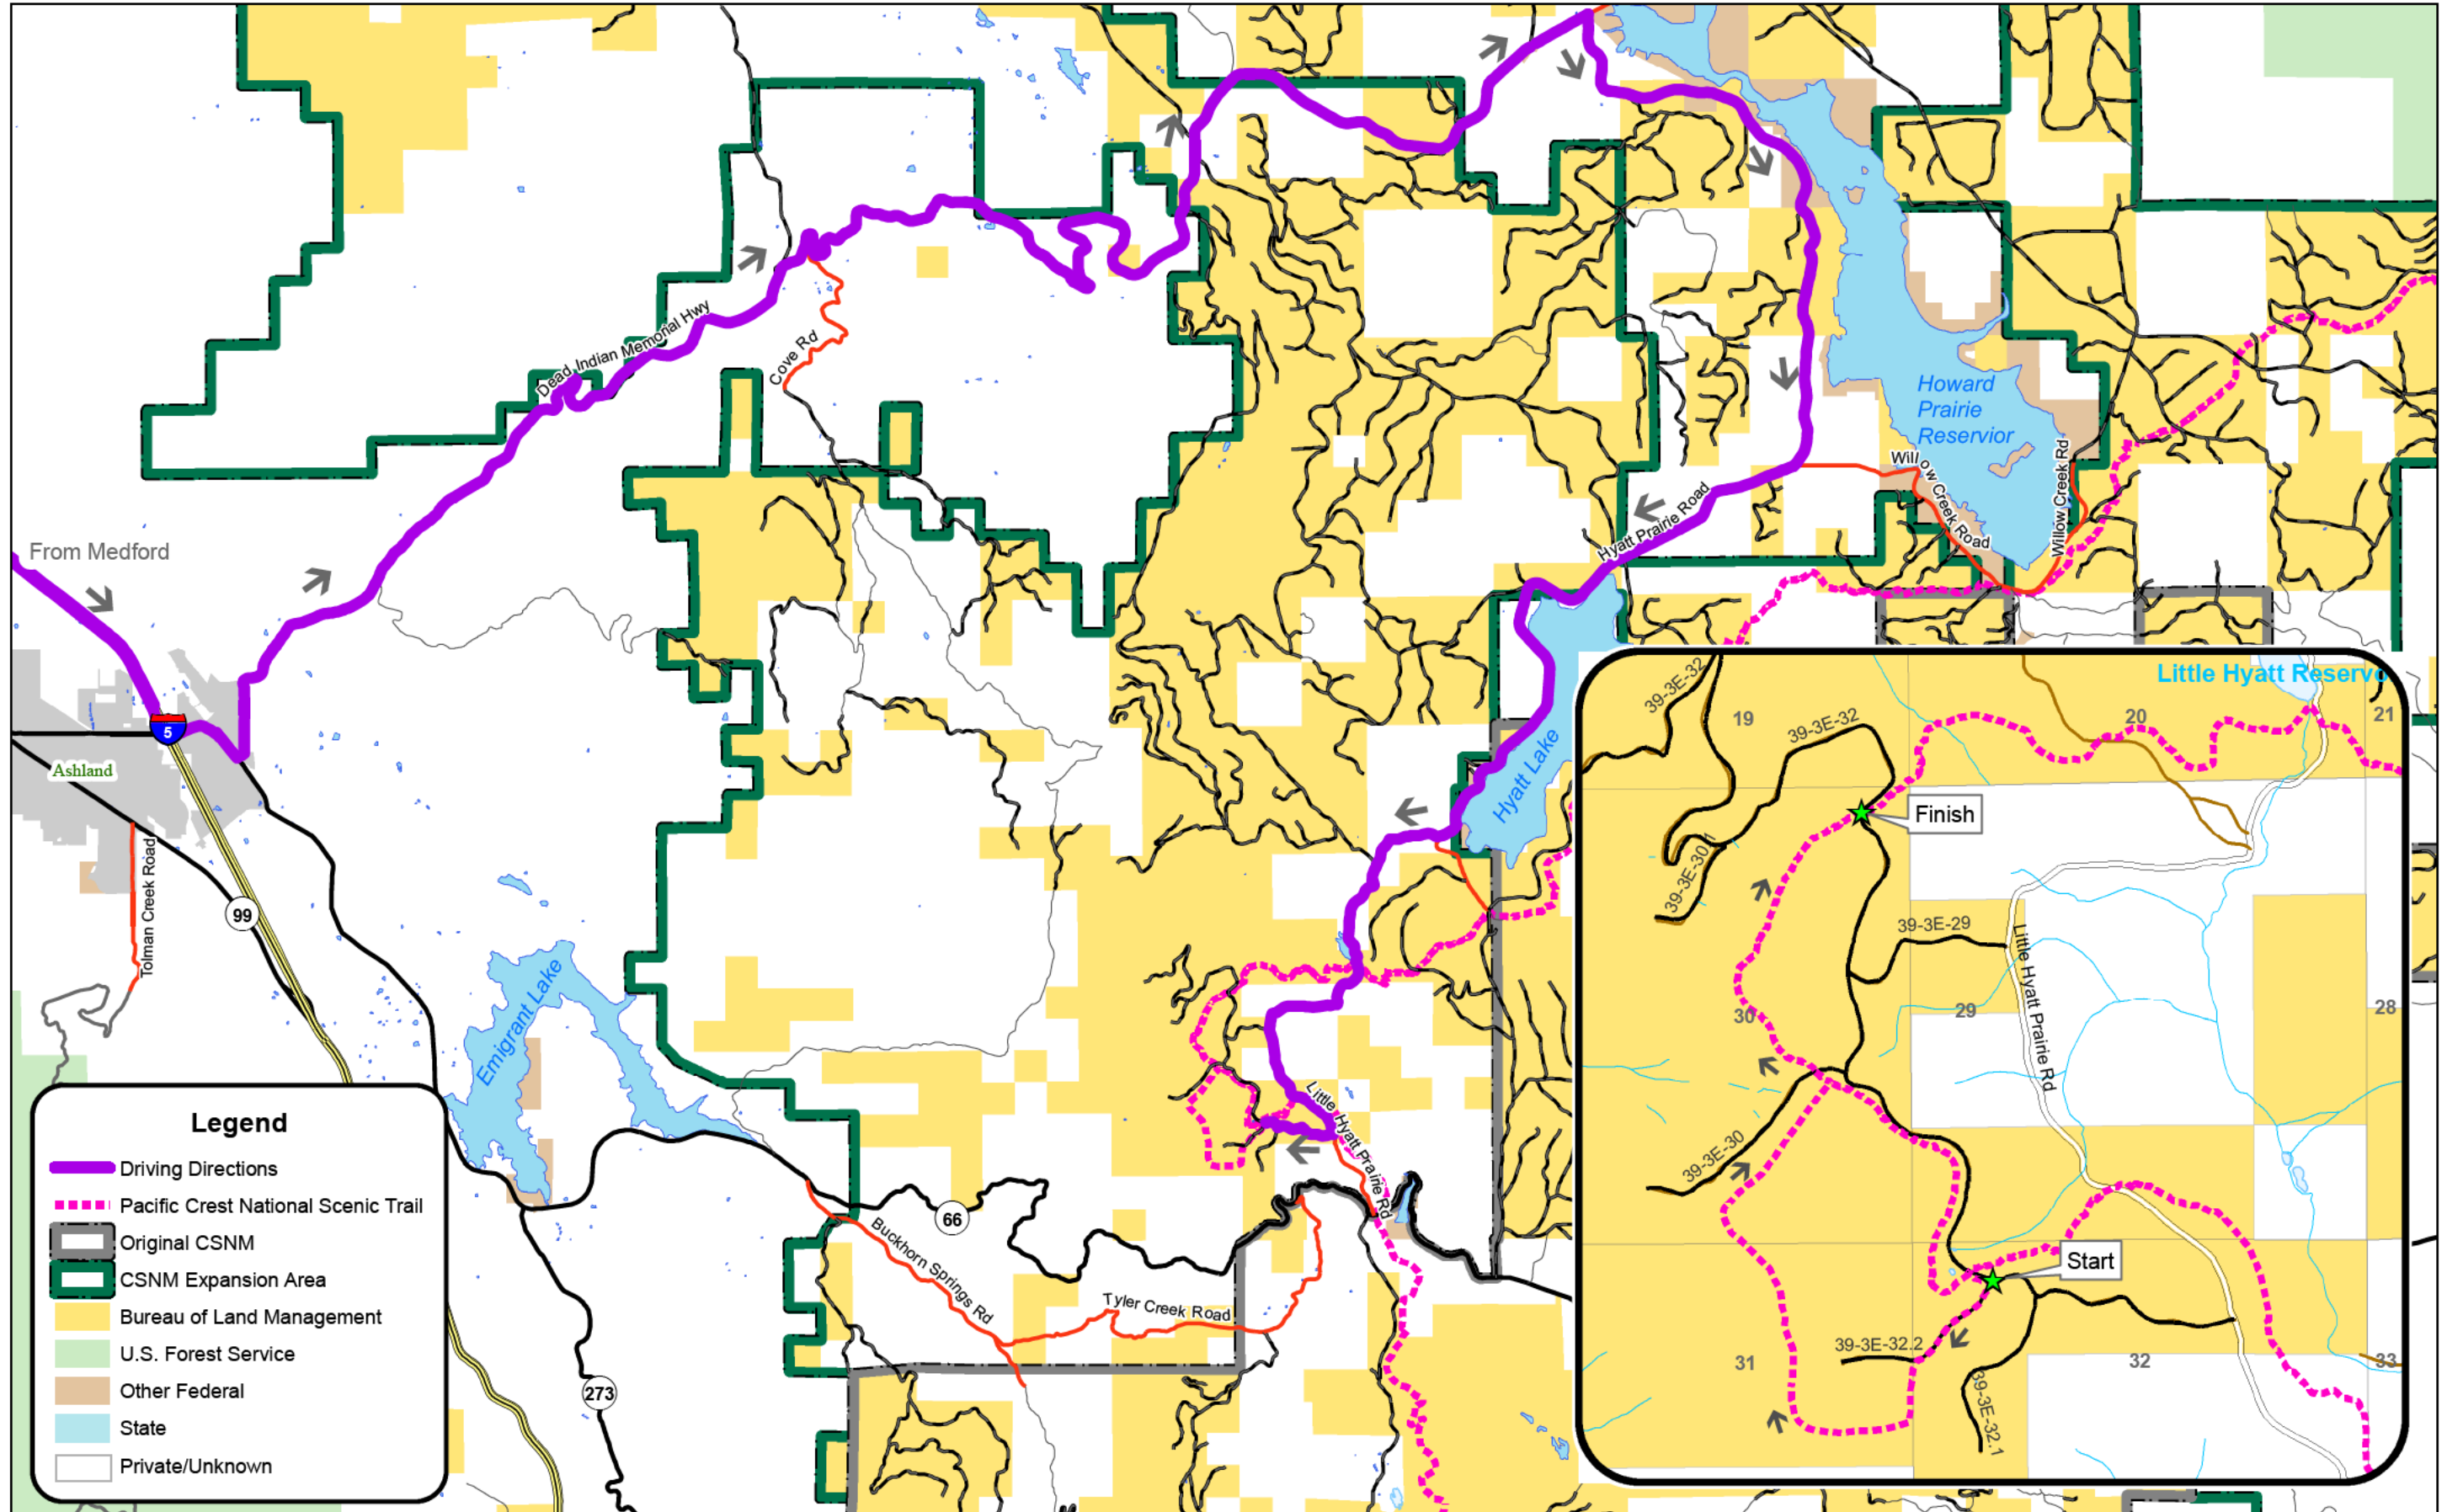 From Medford
5
Ashland
Tolman Creek Road
99
Dead Indian Memorial Hwy
Cove Rd
Emigrant Lake
66
273
Buckhorn Springs Rd
Tyler Creek Road
Little Hyatt Prairie Rd
Hyatt Lake
Hyatt Prairie Road
Howard
Prairie
Reservior
Willow Creek Road
Willow Creek Rd
Legend
Driving Directions
Pacific Crest National Scenic Trail
Original CSNM
CSNM Expansion Area
Bureau of Land Management
U.S. Forest Service
Other Federal
State
Private/Unknown
Little Hyatt Reservo
39-3E-32
19
39-3E-32
20
21
Finish
39-3E-30.1
39-3E-29
Little Hyatt Prairie Rd
30
29
28
39-3E-30
Start
39-3E-32.2
31
32
33
39-3E-32.1